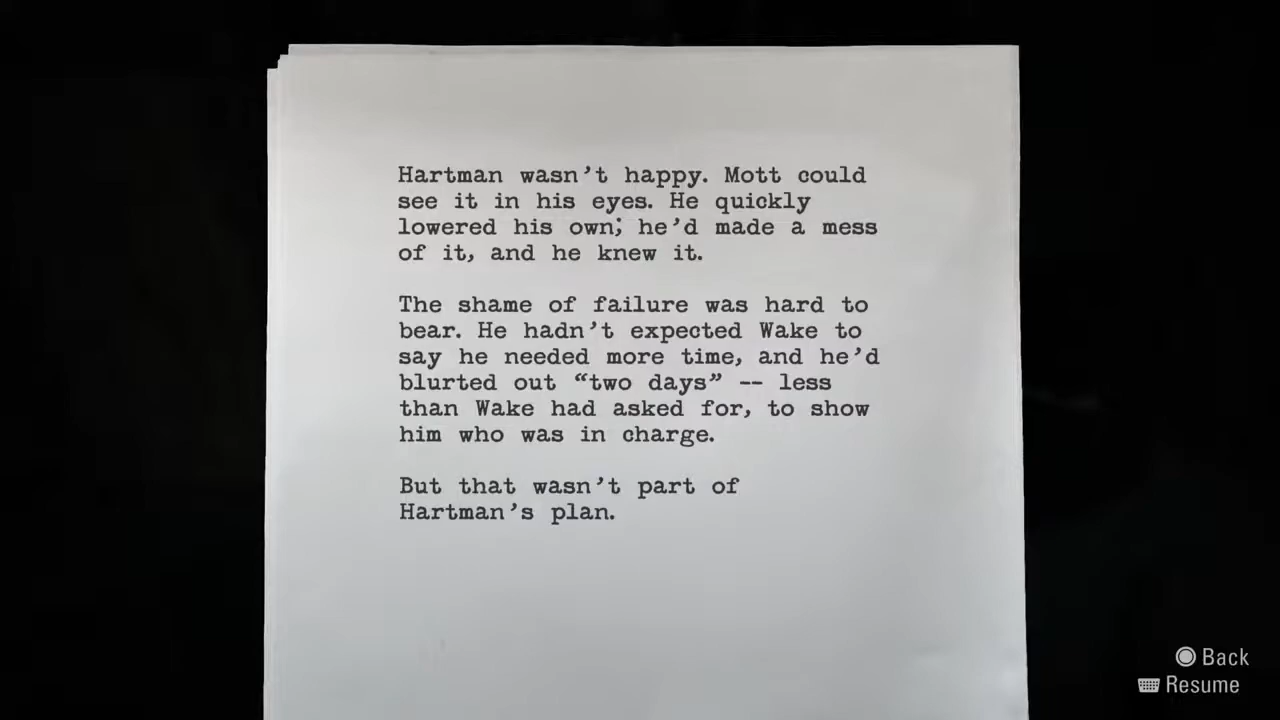 Hartman wasn’t happy. Mott could
see it in his eyes. He quickly
lowered his own; he’d made a mess
of it, and he knew it.
The shame of failure was hard to
bear. He hadn’t expected Wake to
say he needed more time, and he’d
blurted out “two days” -- less
than Wake had asked for, to show
him who was in charge.
But that wasn’t part of
Hartman’s plan.
Back
Resume